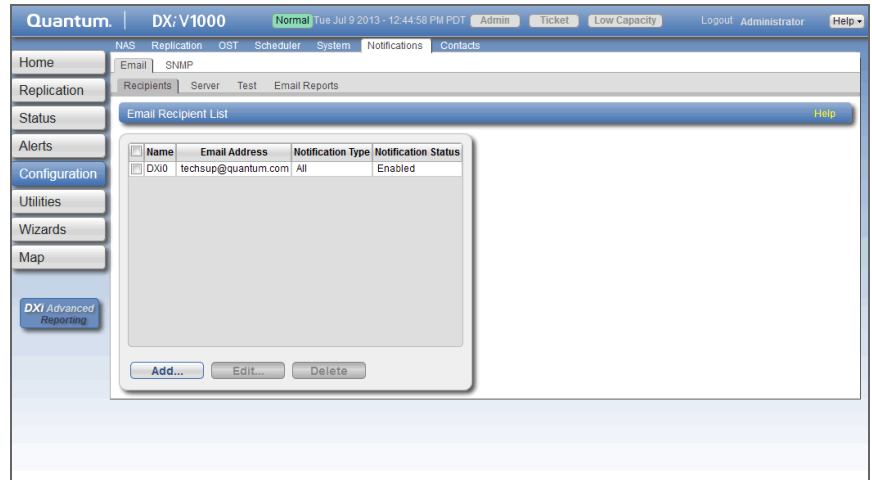 Quantum. DXi V1000 Normal Tue Jul 9 2013 - 12:44:58 PM PDT Admin Ticket Low Capacity Logout Administrator Help
NAS Replication OST Scheduler System Notifications Contacts
Home
Replication
Status
Alerts
Configuration
Utilities
Wizards
Map
DXi Advanced
Reporting
Email SNMP
Recipients Server Test Email Reports
Email Recipient List Help
Name Email Address Notification Type Notification Status
DXi0 techsup@quantum.com All Enabled
Add... Edit... Delete